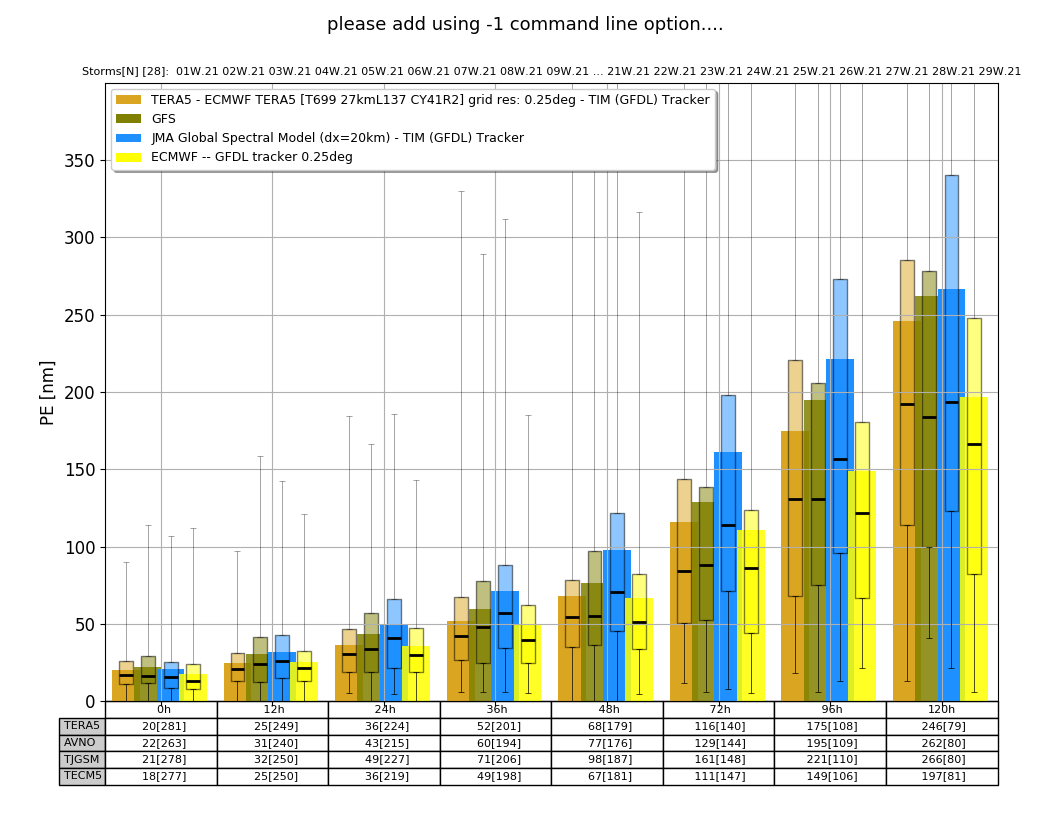 please add using -1 command line option....
Storms[N] [28]: 01W.21 02W.21 03W.21 04W.21 05W.21 06W.21 07W.21 08W.21 09W.21 ... 21W.21 22W.21 23W.21 24W.21 25W.21 26W.21 27W.21 28W.21 29W.21
TERA5 - ECMWF TERA5 [T699 27kmL137 CY41R2] grid res: 0.25deg - TIM (GFDL) Tracker
GFS
JMA Global Spectral Model (dx=20km) - TIM (GFDL) Tracker
ECMWF -- GFDL tracker 0.25deg
PE [nm]
350
300
250
200
150
100
50
0
0h 12h 24h 36h 48h 72h 96h 120h
TERA5 20[281] 25[249] 36[224] 52[201] 68[179] 116[140] 175[108] 246[79]
AVNO 22[263] 31[240] 43[215] 60[194] 77[176] 129[144] 195[109] 262[80]
TJGSM 21[278] 32[250] 49[227] 71[206] 98[187] 161[148] 221[110] 266[80]
TECM5 18[277] 25[250] 36[219] 49[198] 67[181] 111[147] 149[106] 197[81]